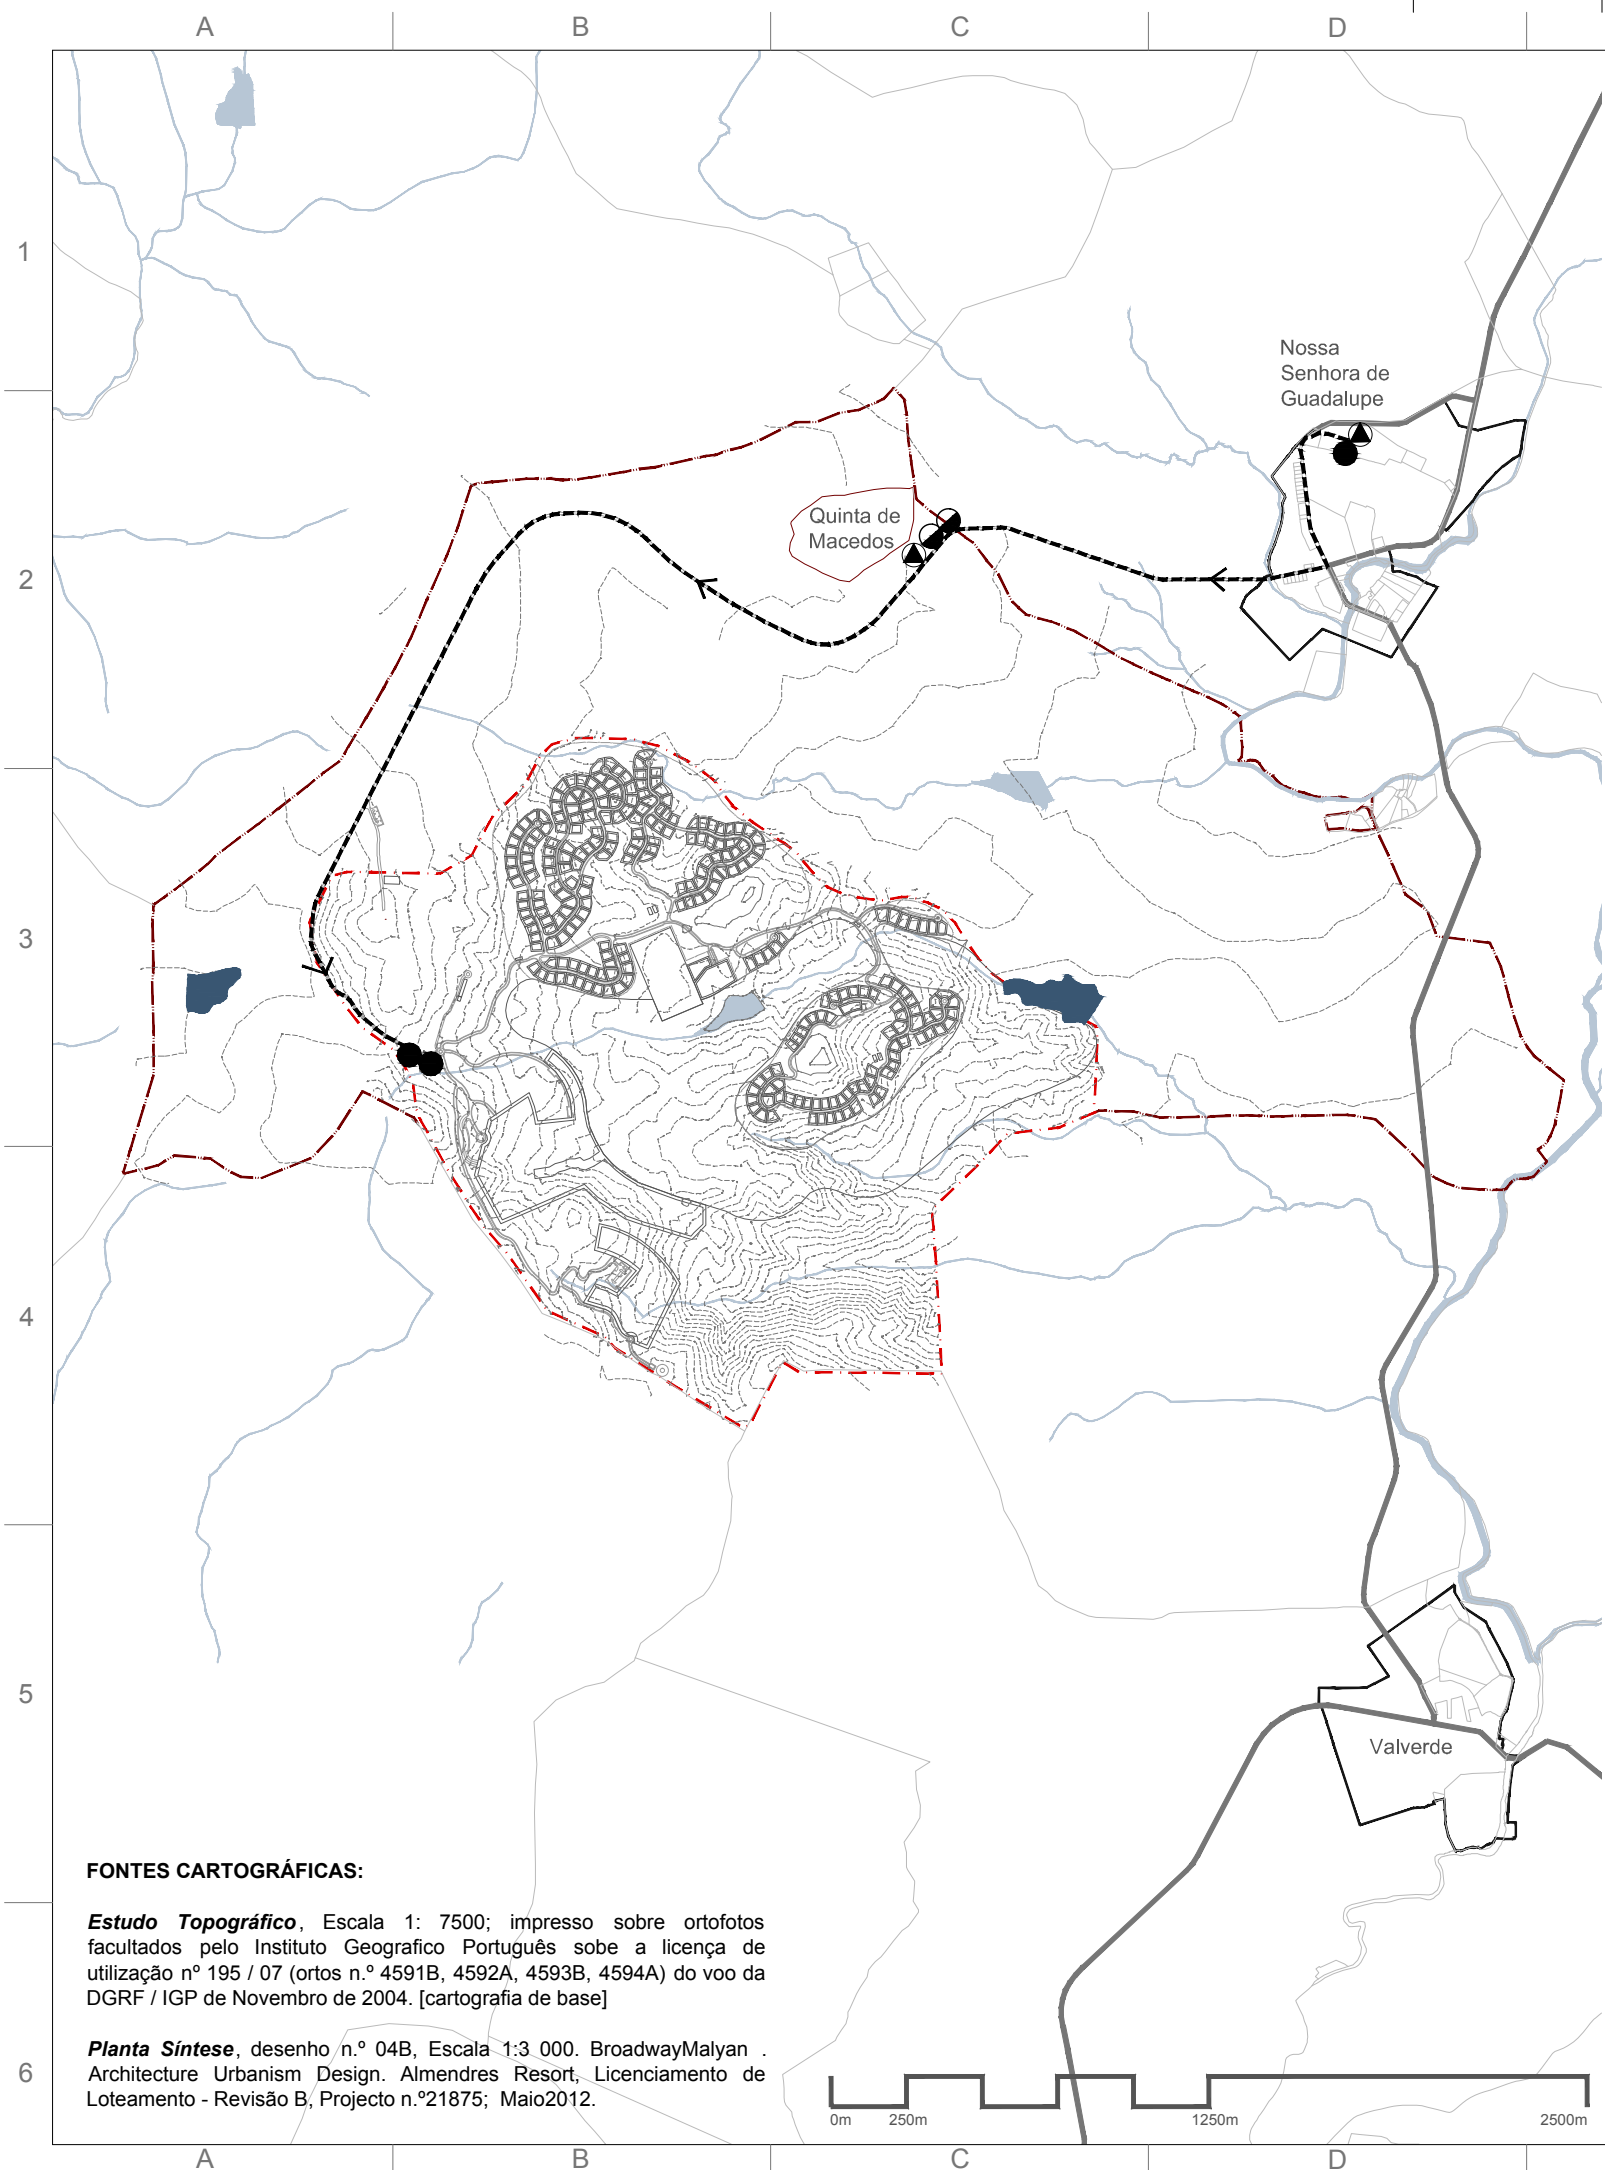 A B C D
1
Nossa
Senhora de
Guadalupe
Quinta de
Macedos
2
3
4
5
Valverde
FONTES CARTOGRÁFICAS:
Estudo Topográfico, Escala 1: 7500; impresso sobre ortofotos
facultados pelo Instituto Geografico Português sobe a licença de
utilização nº 195 / 07 (ortos n.º 4591B, 4592A, 4593B, 4594A) do voo da
DGRF / IGP de Novembro de 2004. [cartografia de base]
Planta Síntese, desenho n.º 04B, Escala 1:3 000. BroadwayMalyan .
Architecture Urbanism Design. Almendres Resort, Licenciamento de
Loteamento - Revisão B, Projecto n.º21875; Maio2012.
6
0m 250m 1250m 2500m
A B C D